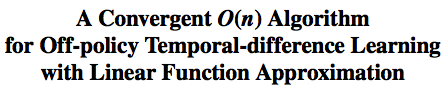 A Convergent O(n) Algorithm
for Off-policy Temporal-difference Learning
with Linear Function Approximation